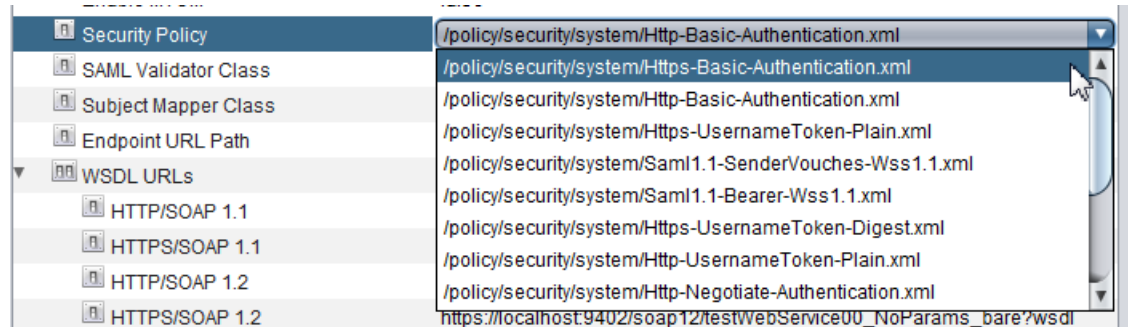 Security Policy
/policy/security/system/Http-Basic-Authentication.xml
SAML Validator Class
/policy/security/system/Https-Basic-Authentication.xml
Subject Mapper Class
/policy/security/system/Http-Basic-Authentication.xml
Endpoint URL Path
/policy/security/system/Https-UsernameToken-Plain.xml
WSDL URLs
/policy/security/system/Saml1.1-SenderVouches-Wss1.1.xml
HTTP/SOAP 1.1
/policy/security/system/Saml1.1-Bearer-Wss1.1.xml
HTTPS/SOAP 1.1
/policy/security/system/Https-UsernameToken-Digest.xml
HTTP/SOAP 1.2
/policy/security/system/Http-UsernameToken-Plain.xml
/policy/security/system/Http-Negotiate-Authentication.xml
HTTPS/SOAP 1.2
https://localhost:9402/soap12/testWebService00_NoParams_bare?wsdl